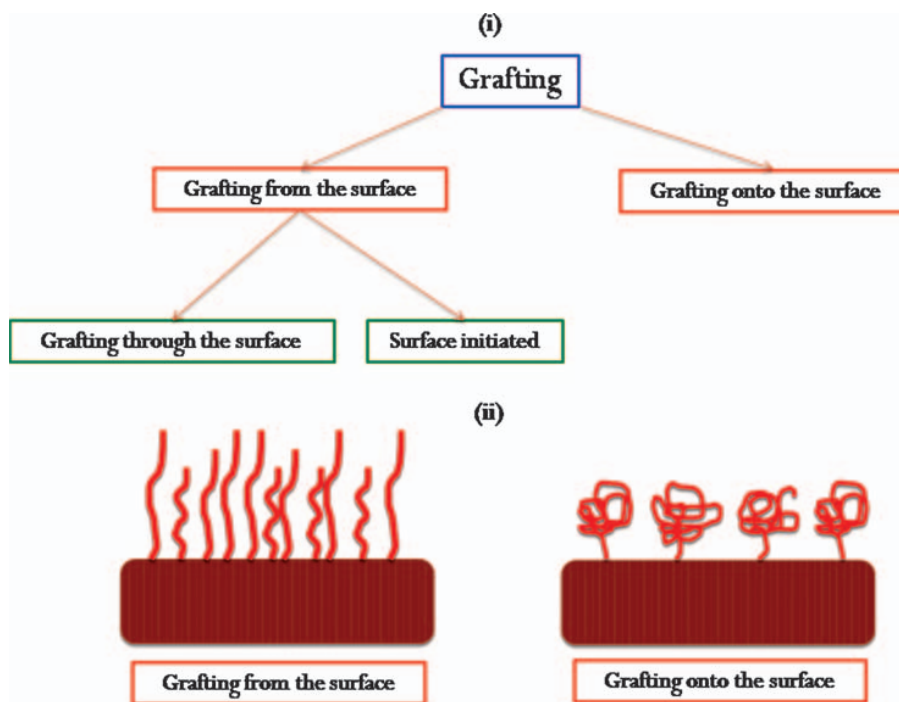 (i)
Grafting
Grafting from the surface
Grafting onto the surface
Grafting through the surface
Surface initiated
(ii)
Grafting from the surface
Grafting onto the surface